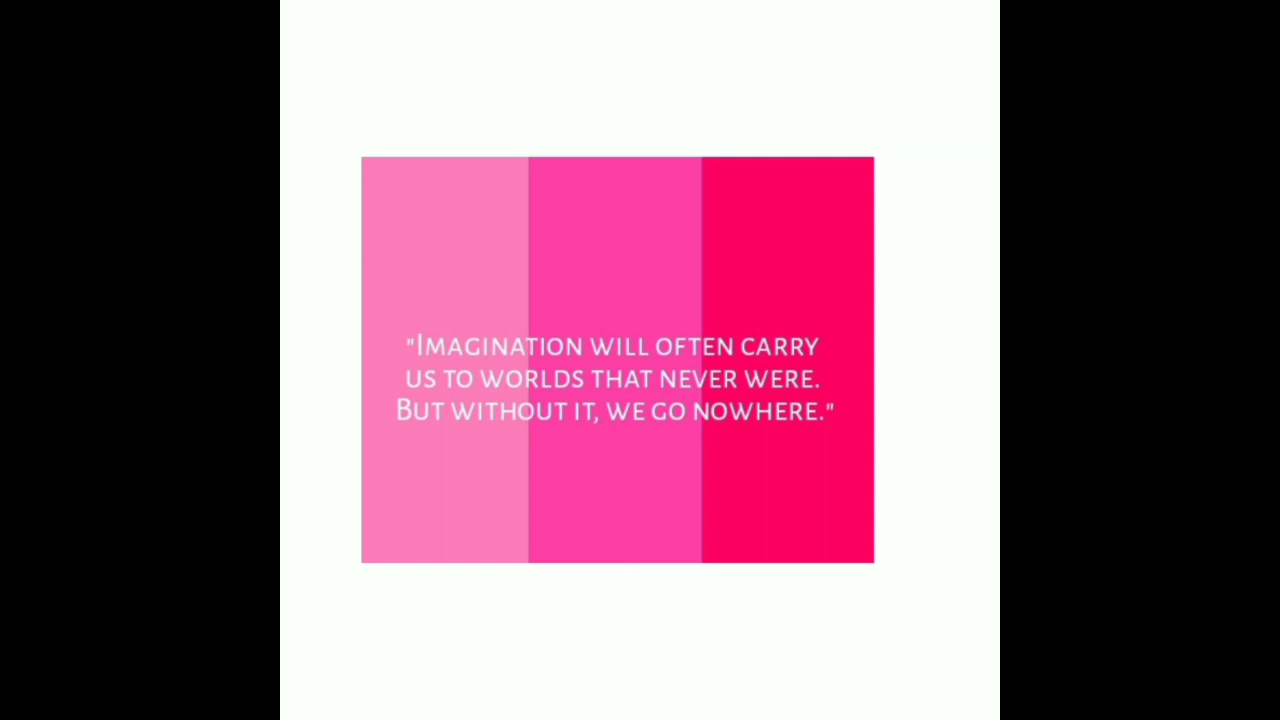 "Imagination will often carry
us to worlds that never were.
But without it, we go nowhere."